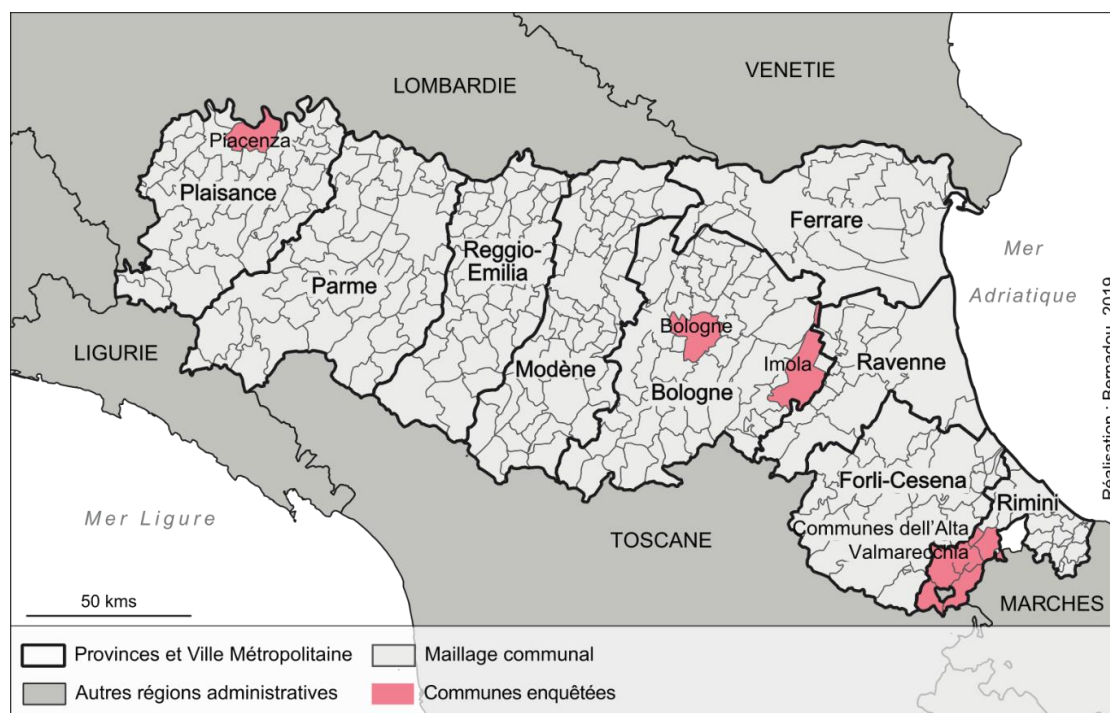 VENETIE
LOMBARDIE
Piacenza
Plaisance
Ferrare
Reggio-
Emilia
Mer
Adriatique
Parme
Bologne
LIGURIE
Imola
Ravenne
Modène
Bologne
Forli-Cesena
Rimini
Mer Ligure
Communes dell'Alta
Valmarecchia
TOSCANE
MARCHES
50 kms
Réalisation : Bernadou, 2019
Provinces et Ville Métropolitaine
Maillage communal
Autres régions administratives
Communes enquêtées